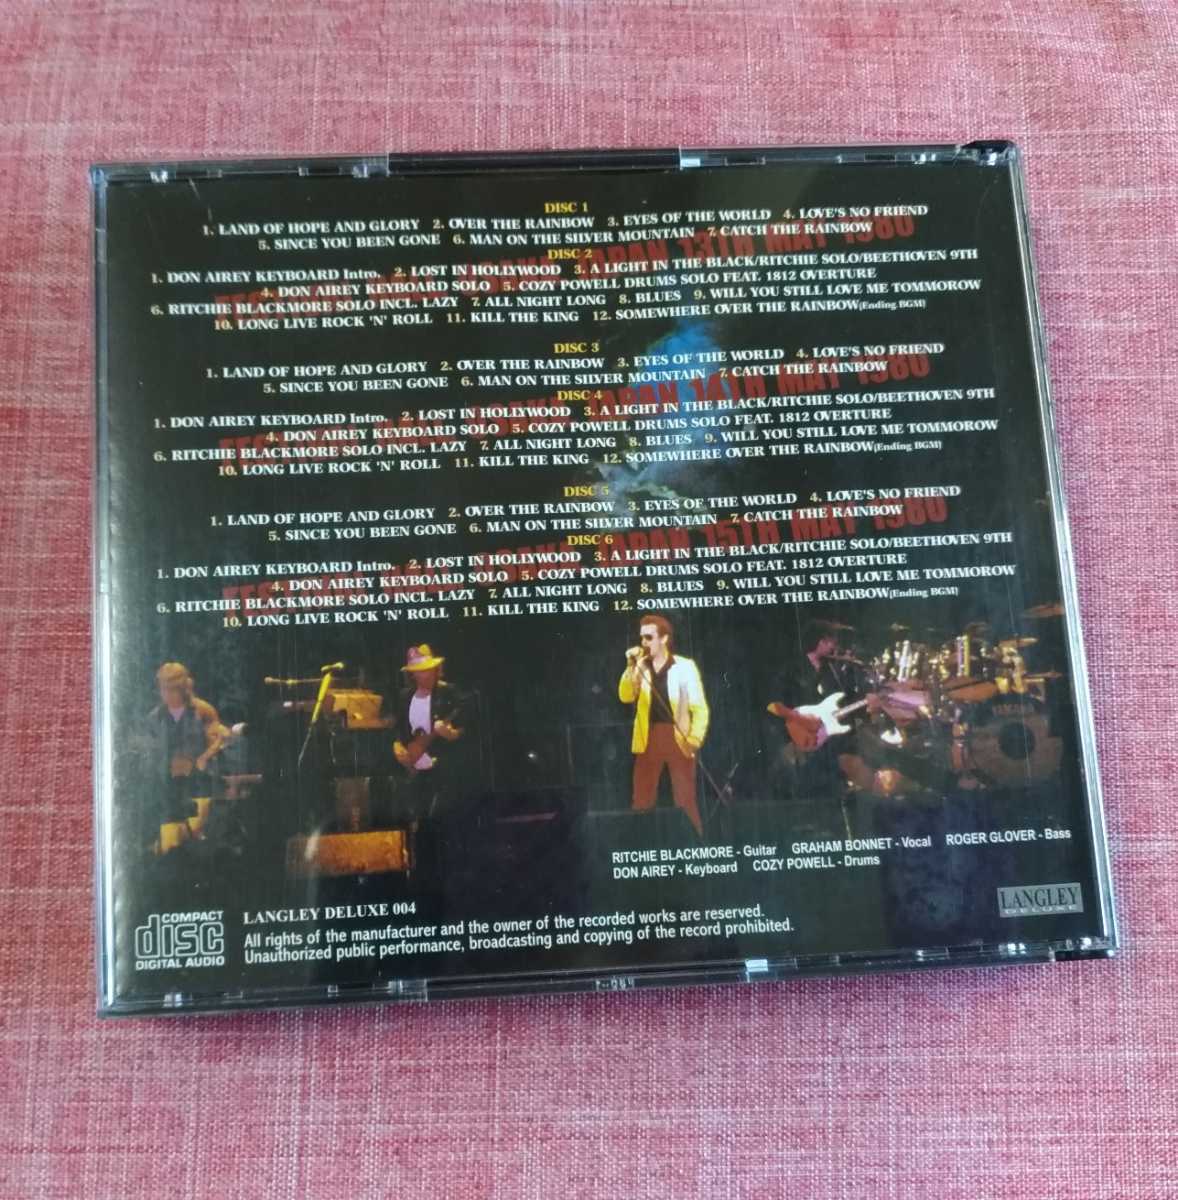 DISC 1
1. LAND OF HOPE AND GLORY 2. OVER THE RAINBOW 3. EYES OF THE WORLD 4. LOVE'S NO FRIEND
5. SINCE YOU BEEN GONE 6. MAN ON THE SILVER MOUNTAIN 7. CATCH THE RAINBOW
JAPAN 13TH MAY 1980
DISC 2
1. DON AIREY KEYBOARD Intro. 2. LOST IN HOLLYWOOD 3. A LIGHT IN THE BLACK/RITCHIE SOLO/BEETHOVEN 9TH
4. DON AIREY KEYBOARD SOLO 5. COZY POWELL DRUMS SOLO FEAT. 1812 OVERTURE
6. RITCHIE BLACKMORE SOLO INCL. LAZY 7. ALL NIGHT LONG 8. BLUES 9. WILL YOU STILL LOVE ME TOMMOROW
10. LONG LIVE ROCK 'N' ROLL 11. KILL THE KING 12. SOMEWHERE OVER THE RAINBOW(Ending BGM)
DISC 3
1. LAND OF HOPE AND GLORY 2. OVER THE RAINBOW 3. EYES OF THE WORLD 4. LOVE'S NO FRIEND
5. SINCE YOU BEEN GONE 6. MAN ON THE SILVER MOUNTAIN 7. CATCH THE RAINBOW
JAPAN 14TH MAY 1980
DISC 4
1. DON AIREY KEYBOARD Intro. 2. LOST IN HOLLYWOOD 3. A LIGHT IN THE BLACK/RITCHIE SOLO/BEETHOVEN 9TH
4. DON AIREY KEYBOARD SOLO 5. COZY POWELL DRUMS SOLO FEAT. 1812 OVERTURE
6. RITCHIE BLACKMORE SOLO INCL. LAZY 7. ALL NIGHT LONG 8. BLUES 9. WILL YOU STILL LOVE ME TOMMOROW
10. LONG LIVE ROCK 'N' ROLL 11. KILL THE KING 12. SOMEWHERE OVER THE RAINBOW(Ending BGM)
DISC 5
1. LAND OF HOPE AND GLORY 2. OVER THE RAINBOW 3. EYES OF THE WORLD 4. LOVE'S NO FRIEND
5. SINCE YOU BEEN GONE 6. MAN ON THE SILVER MOUNTAIN 7. CATCH THE RAINBOW
JAPAN 15TH MAY 1980
DISC 6
1. DON AIREY KEYBOARD Intro. 2. LOST IN HOLLYWOOD 3. A LIGHT IN THE BLACK/RITCHIE SOLO/BEETHOVEN 9TH
4. DON AIREY KEYBOARD SOLO 5. COZY POWELL DRUMS SOLO FEAT. 1812 OVERTURE
6. RITCHIE BLACKMORE SOLO INCL. LAZY 7. ALL NIGHT LONG 8. BLUES 9. WILL YOU STILL LOVE ME TOMMOROW
10. LONG LIVE ROCK 'N' ROLL 11. KILL THE KING 12. SOMEWHERE OVER THE RAINBOW(Ending BGM)
YAMAHA
RITCHIE BLACKMORE - Guitar GRAHAM BONNET - Vocal ROGER GLOVER - Bass
DON AIREY - Keyboard COZY POWELL - Drums
COMPACT
disc
DIGITAL AUDIO
LANGLEY DELUXE 004
All rights of the manufacturer and the owner of the recorded works are reserved.
Unauthorized public performance, broadcasting and copying of the record prohibited.
LANGLEY
DELUXE